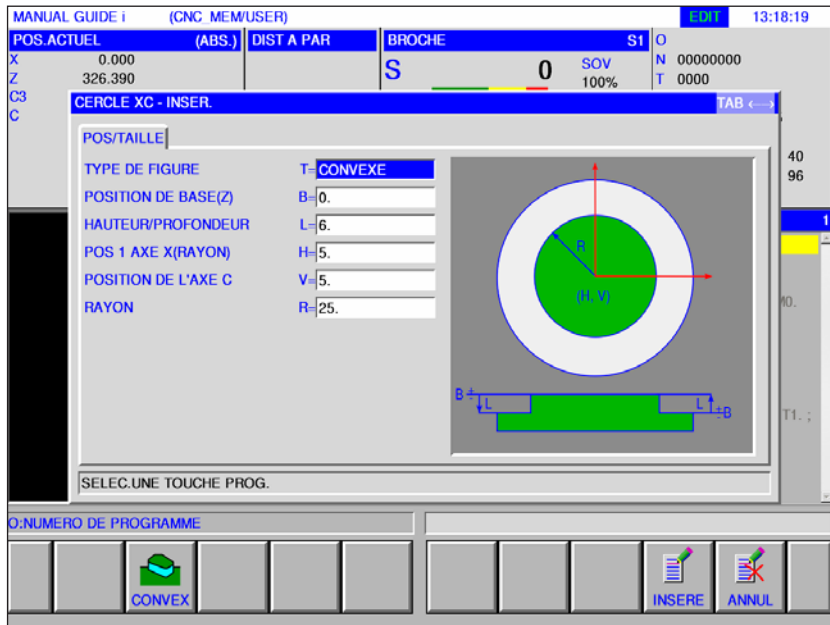 MANUAL GUIDE i (CNC_MEM/USER) EDIT 13:18:19
POS.ACTUEL (ABS.) DIST A PAR BROCHE S1 O
X 0.000 S 0 SOV N 00000000
Z 326.390 100% T 0000
C3
C
CERCLE XC - INSER. TAB ←→
POS/TAILLE
TYPE DE FIGURE T= CONVEXE
POSITION DE BASE(Z) B= 0.
HAUTEUR/PROFONDEUR L= 6.
POS 1 AXE X(RAYON) H= 5.
POSITION DE L'AXE C V= 5.
RAYON R= 25.
R
(H, V)
B ± L L ±B
40
96
1
M0.
T1. ;
SELEC.UNE TOUCHE PROG.
O:NUMERO DE PROGRAMME
CONVEX INSERE ANNUL